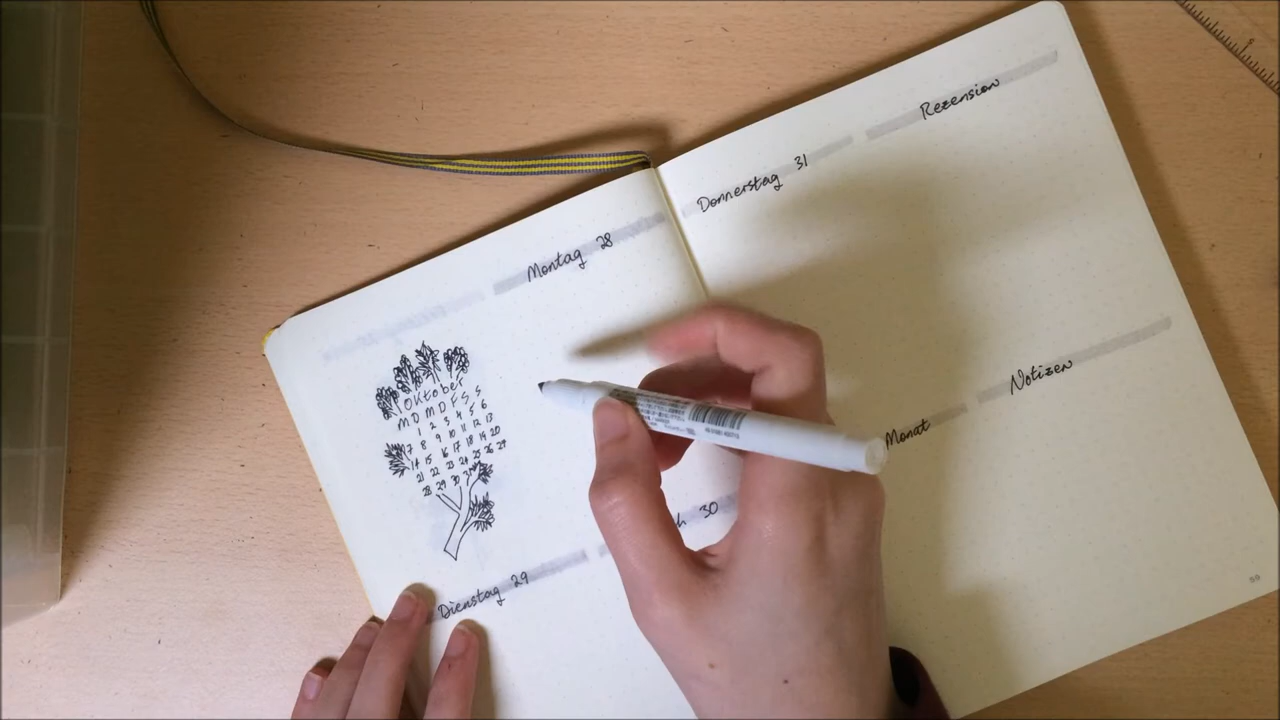 Montag 28
Oktober
M D M D F S S
1 2 3 4 5 6
7 8 9 10 11 12 13
14 15 16 17 18 19 20
21 22 23 24 25 26 27
28 29 30 31
Dienstag 29
30
Donnerstag 31
Rezension
Monat
Notizen
59